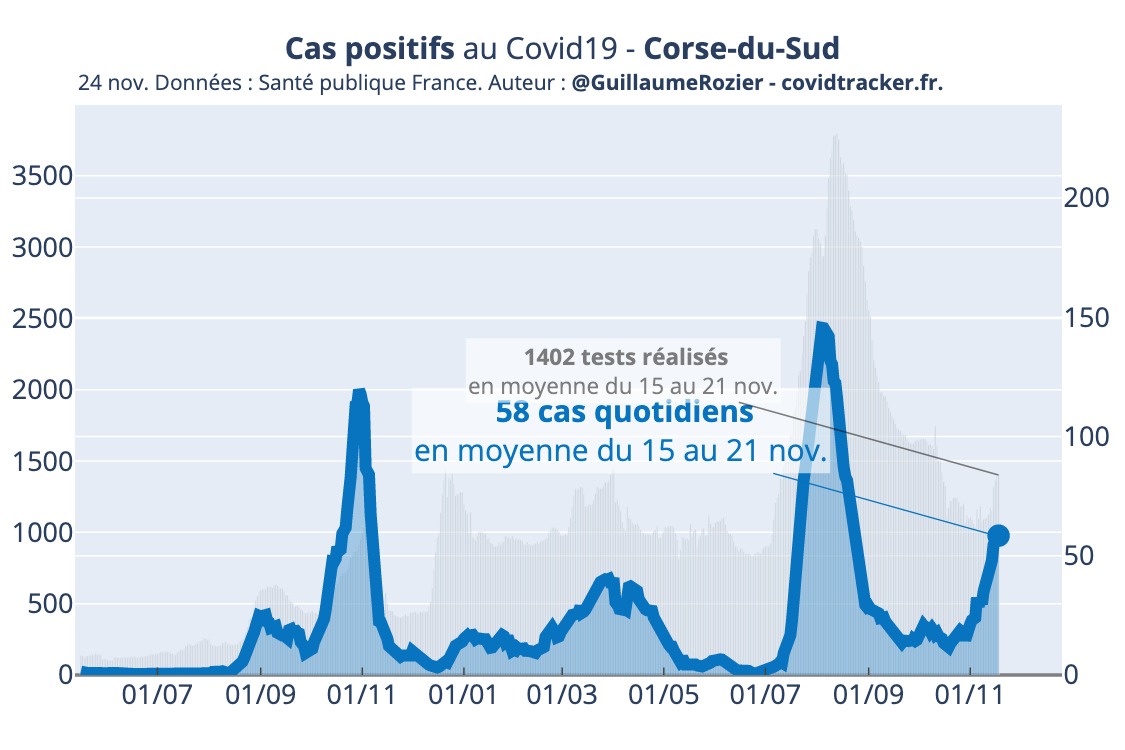 Cas positifs au Covid19 - Corse-du-Sud
24 nov. Données : Santé publique France. Auteur : @GuillaumeRozier - covidtracker.fr.
3500
3000
2500
2000
1500
1000
500
0
200
150
100
50
0
1402 tests réalisés
en moyenne du 15 au 21 nov.
58 cas quotidiens
en moyenne du 15 au 21 nov.
01/07 01/09 01/11 01/01 01/03 01/05 01/07 01/09 01/11